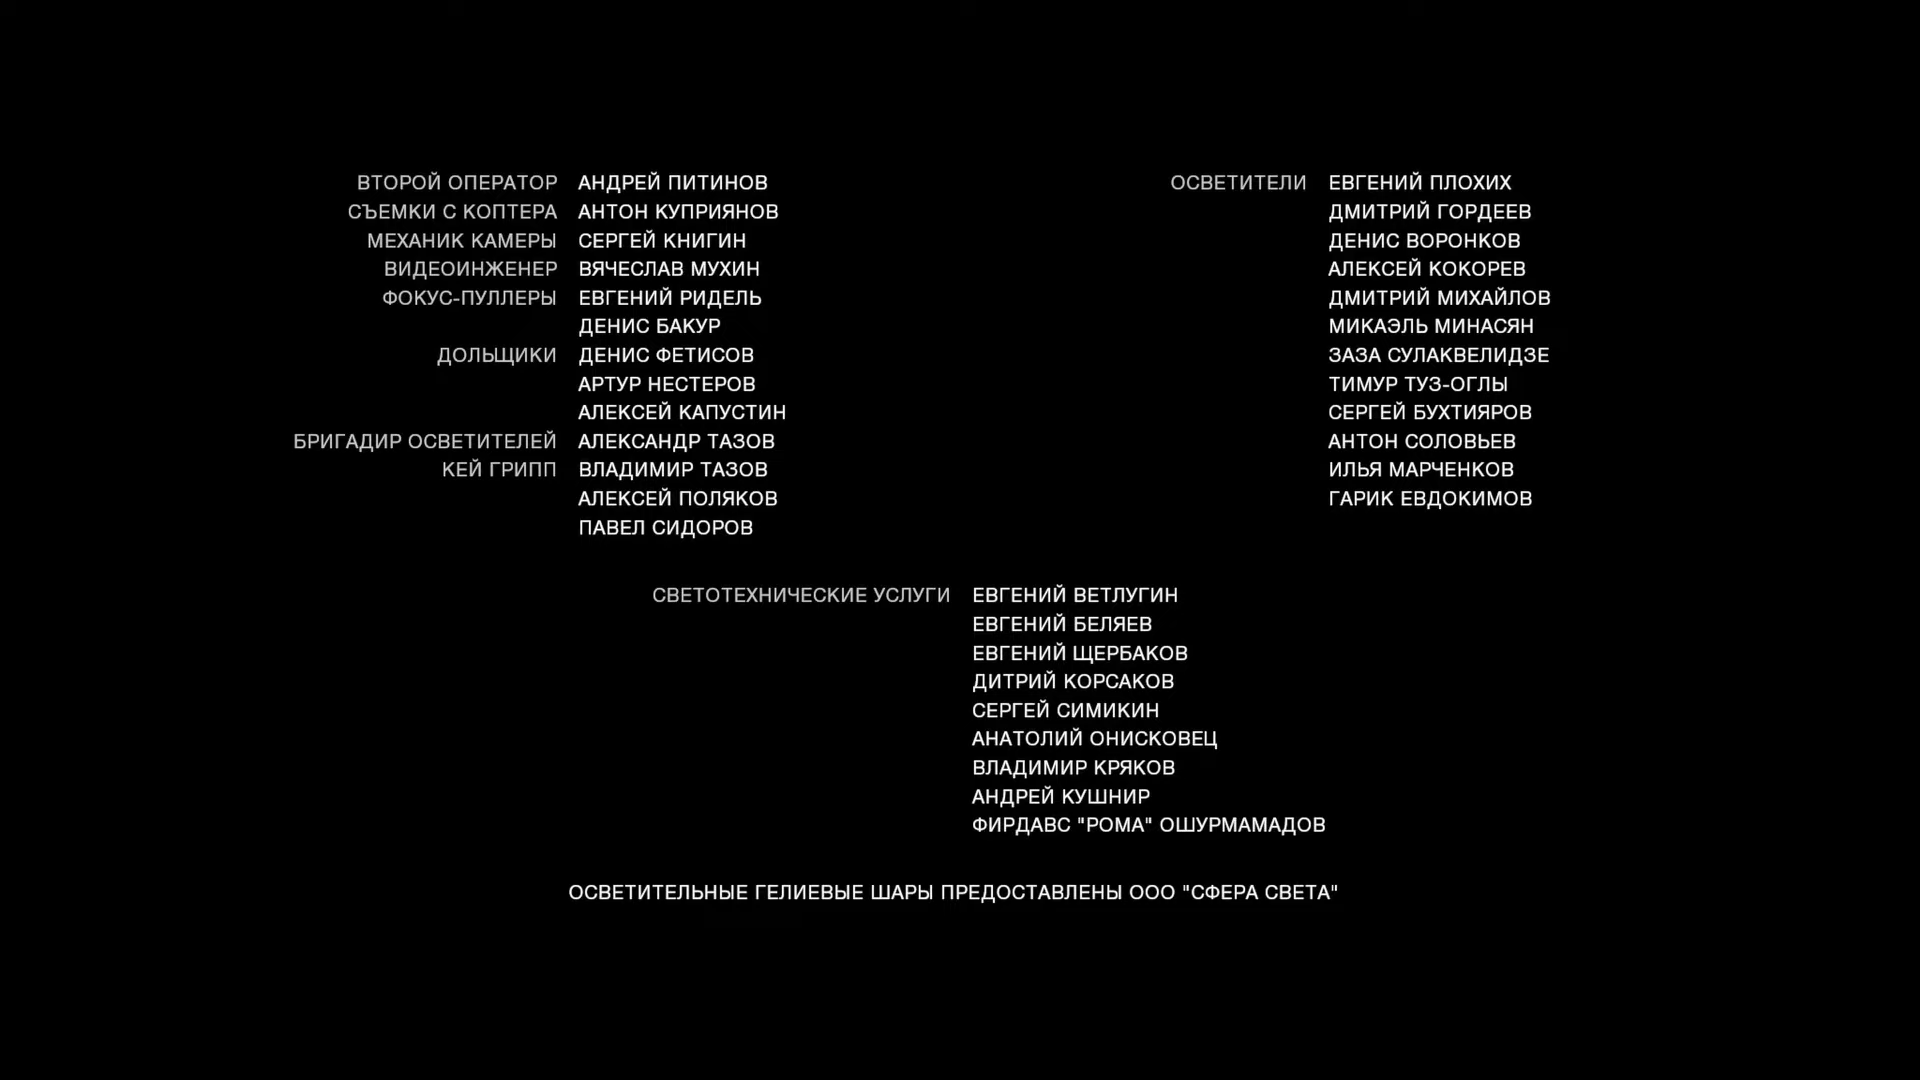 ВТОРОЙ ОПЕРАТОР АНДРЕЙ ПИТИНОВ
СЪЕМКИ С КОПТЕРА АНТОН КУПРИЯНОВ
МЕХАНИК КАМЕРЫ СЕРГЕЙ КНИГИН
ВИДЕОИНЖЕНЕР ВЯЧЕСЛАВ МУХИН
ФОКУС-ПУЛЛЕРЫ ЕВГЕНИЙ РИДЕЛЬ
ДЕНИС БАКУР
ДОЛЬЩИКИ ДЕНИС ФЕТИСОВ
АРТУР НЕСТЕРОВ
АЛЕКСЕЙ КАПУСТИН
БРИГАДИР ОСВЕТИТЕЛЕЙ АЛЕКСАНДР ТАЗОВ
КЕЙ ГРИПП ВЛАДИМИР ТАЗОВ
АЛЕКСЕЙ ПОЛЯКОВ
ПАВЕЛ СИДОРОВ
ОСВЕТИТЕЛИ ЕВГЕНИЙ ПЛОХИХ
ДМИТРИЙ ГОРДЕЕВ
ДЕНИС ВОРОНКОВ
АЛЕКСЕЙ КОКОРЕВ
ДМИТРИЙ МИХАЙЛОВ
МИКАЭЛЬ МИНАСЯН
ЗАЗА СУЛАКВЕЛИДЗЕ
ТИМУР ТУЗ-ОГЛЫ
СЕРГЕЙ БУХТИЯРОВ
АНТОН СОЛОВЬЕВ
ИЛЬЯ МАРЧЕНКОВ
ГАРИК ЕВДОКИМОВ
СВЕТОТЕХНИЧЕСКИЕ УСЛУГИ ЕВГЕНИЙ ВЕТЛУГИН
ЕВГЕНИЙ БЕЛЯЕВ
ЕВГЕНИЙ ЩЕРБАКОВ
ДИТРИЙ КОРСАКОВ
СЕРГЕЙ СИМИКИН
АНАТОЛИЙ ОНИСКОВЕЦ
ВЛАДИМИР КРЯКОВ
АНДРЕЙ КУШНИР
ФИРДАВС "РОМА" ОШУРМАМАДОВ
ОСВЕТИТЕЛЬНЫЕ ГЕЛИЕВЫЕ ШАРЫ ПРЕДОСТАВЛЕНЫ ООО "СФЕРА СВЕТА"